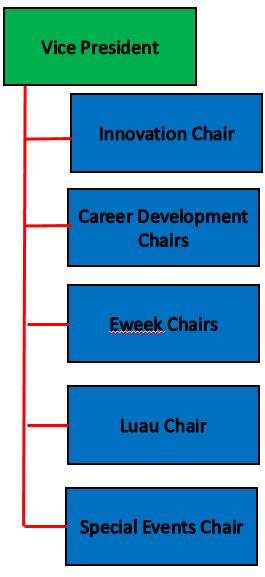 Vice President
Innovation Chair
Career Development
Chairs
Eweek Chairs
Luau Chair
Special Events Chair